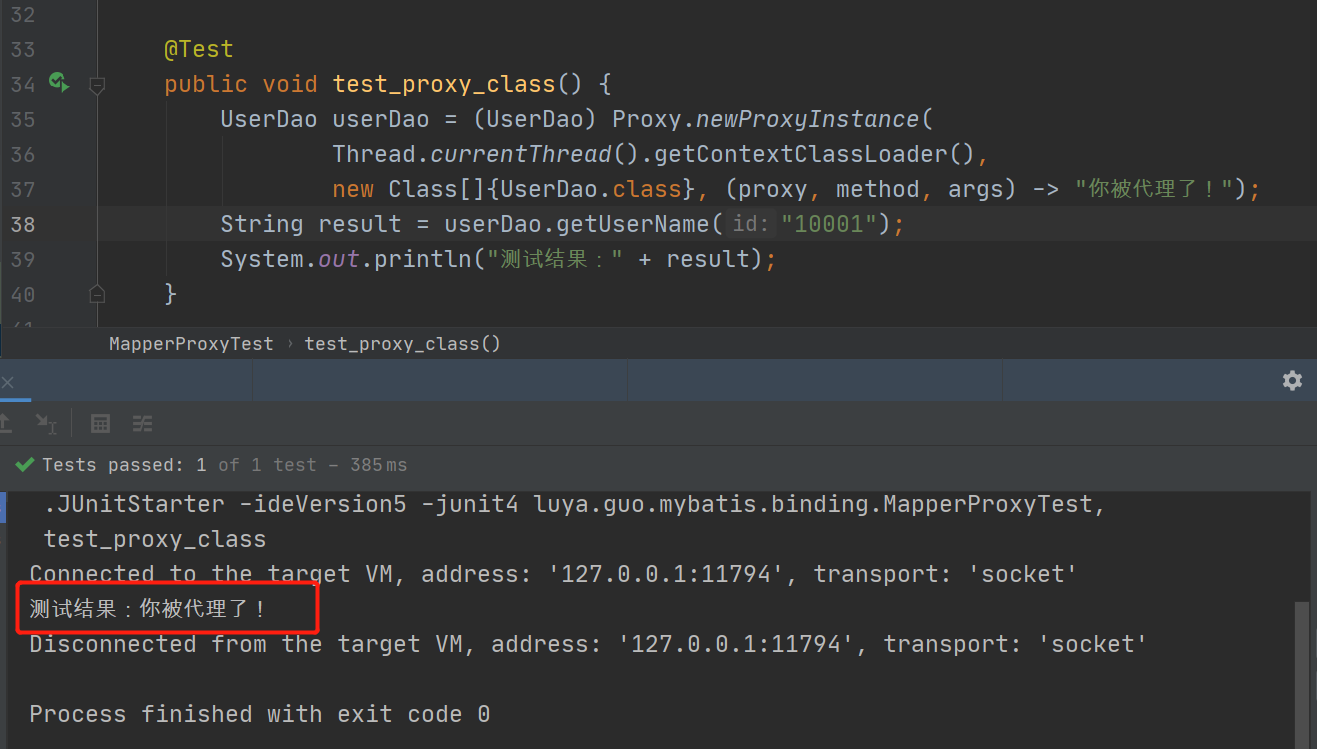 32
33 @Test
34 public void test_proxy_class() {
35 UserDao userDao = (UserDao) Proxy.newProxyInstance(
36 Thread.currentThread().getContextClassLoader(),
37 new Class[]{UserDao.class}, (proxy, method, args) -> "你被代理了！");
38 String result = userDao.getUserName( id: "10001");
39 System.out.println("测试结果：" + result);
40 }
41
MapperProxyTest › test_proxy_class()
Tests passed: 1 of 1 test – 385 ms
.JUnitStarter -ideVersion5 -junit4 luya.guo.mybatis.binding.MapperProxyTest,
test_proxy_class
Connected to the target VM, address: '127.0.0.1:11794', transport: 'socket'
测试结果：你被代理了！
Disconnected from the target VM, address: '127.0.0.1:11794', transport: 'socket'
Process finished with exit code 0